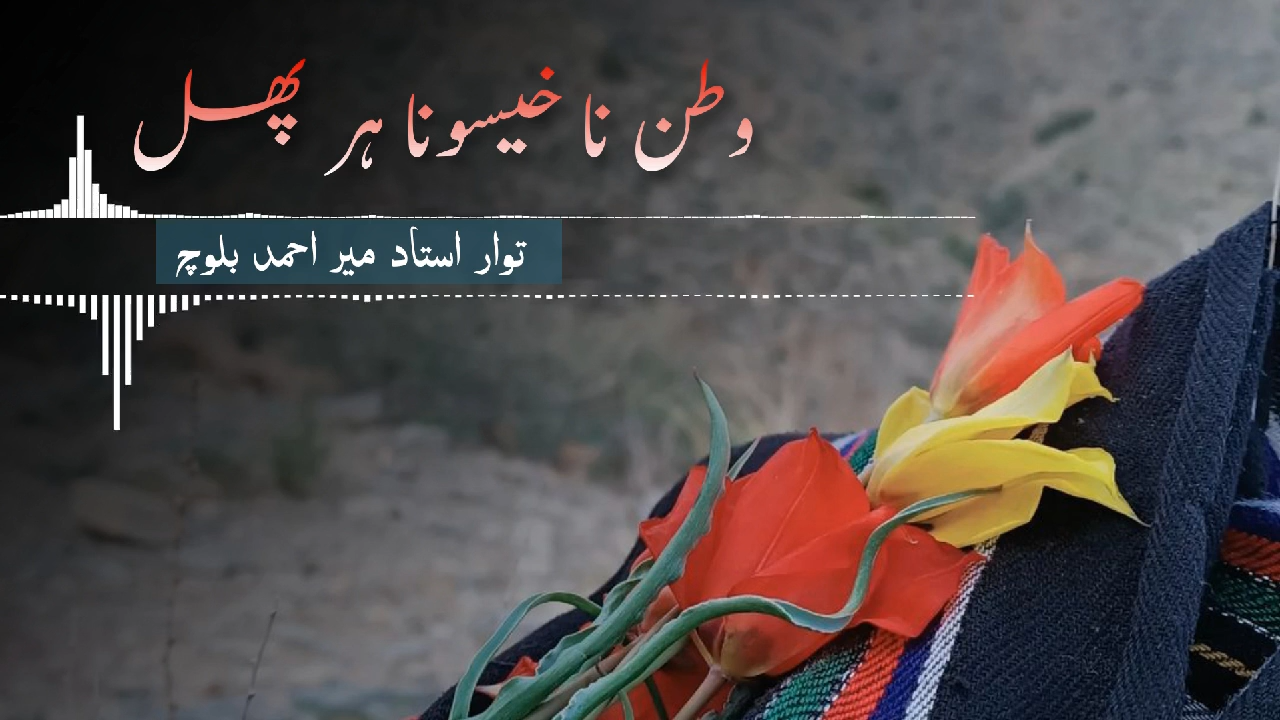 وطن نا خیسونا ہر پھل
توار استاد میر احمد بلوچ